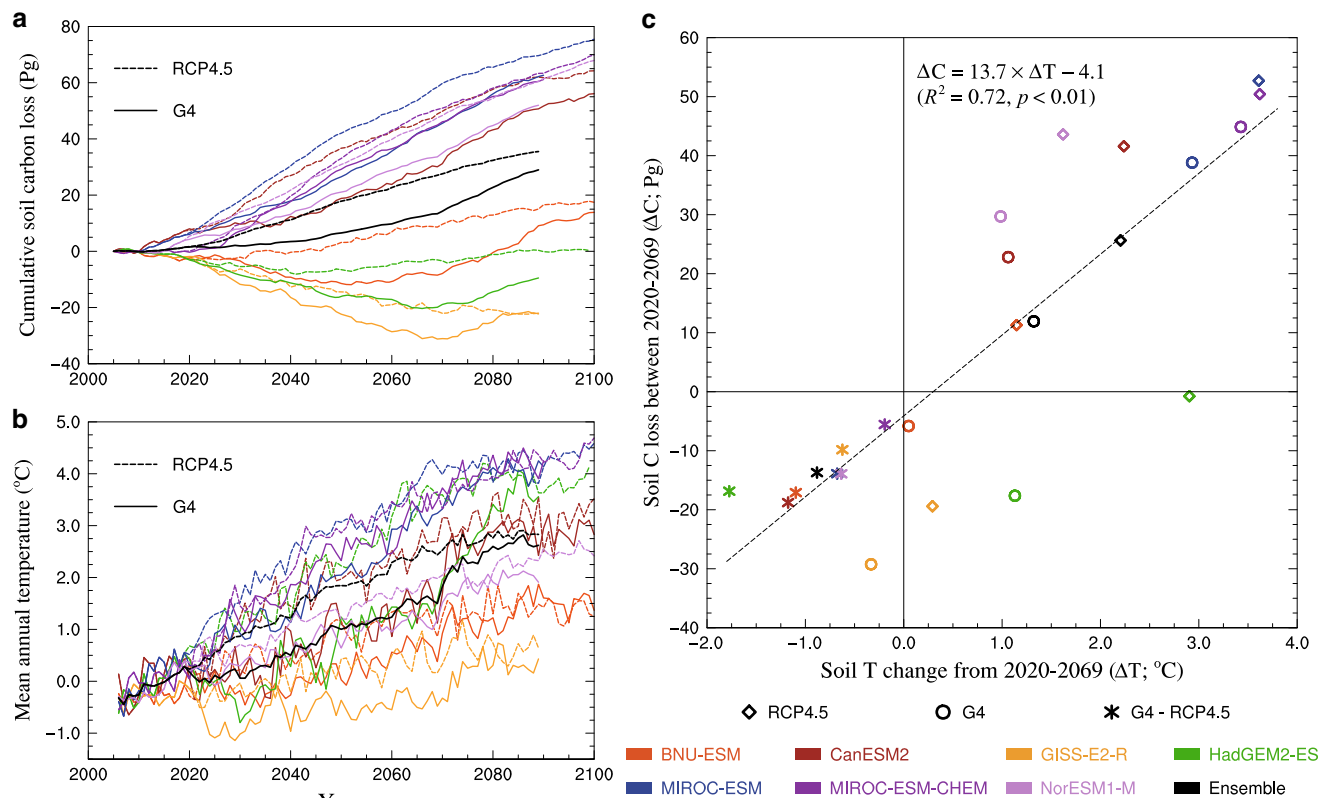 a
80
60
40
20
0
−20
−40
Cumulative soil carbon loss (Pg)
RCP4.5
G4
2000 2020 2040 2060 2080 2100
b
5.0
4.0
3.0
2.0
1.0
0.0
−1.0
Mean annual temperature (°C)
RCP4.5
G4
2000 2020 2040 2060 2080 2100
c
60
50
40
30
20
10
0
−10
−20
−30
−40
Soil C loss between 2020-2069 (ΔC; Pg)
ΔC = 13.7 × ΔT − 4.1
(R² = 0.72, p < 0.01)
−2.0 −1.0 0.0 1.0 2.0 3.0 4.0
Soil T change from 2020-2069 (ΔT; °C)
RCP4.5 G4 G4 - RCP4.5
BNU-ESM CanESM2 GISS-E2-R HadGEM2-ES
MIROC-ESM MIROC-ESM-CHEM NorESM1-M Ensemble